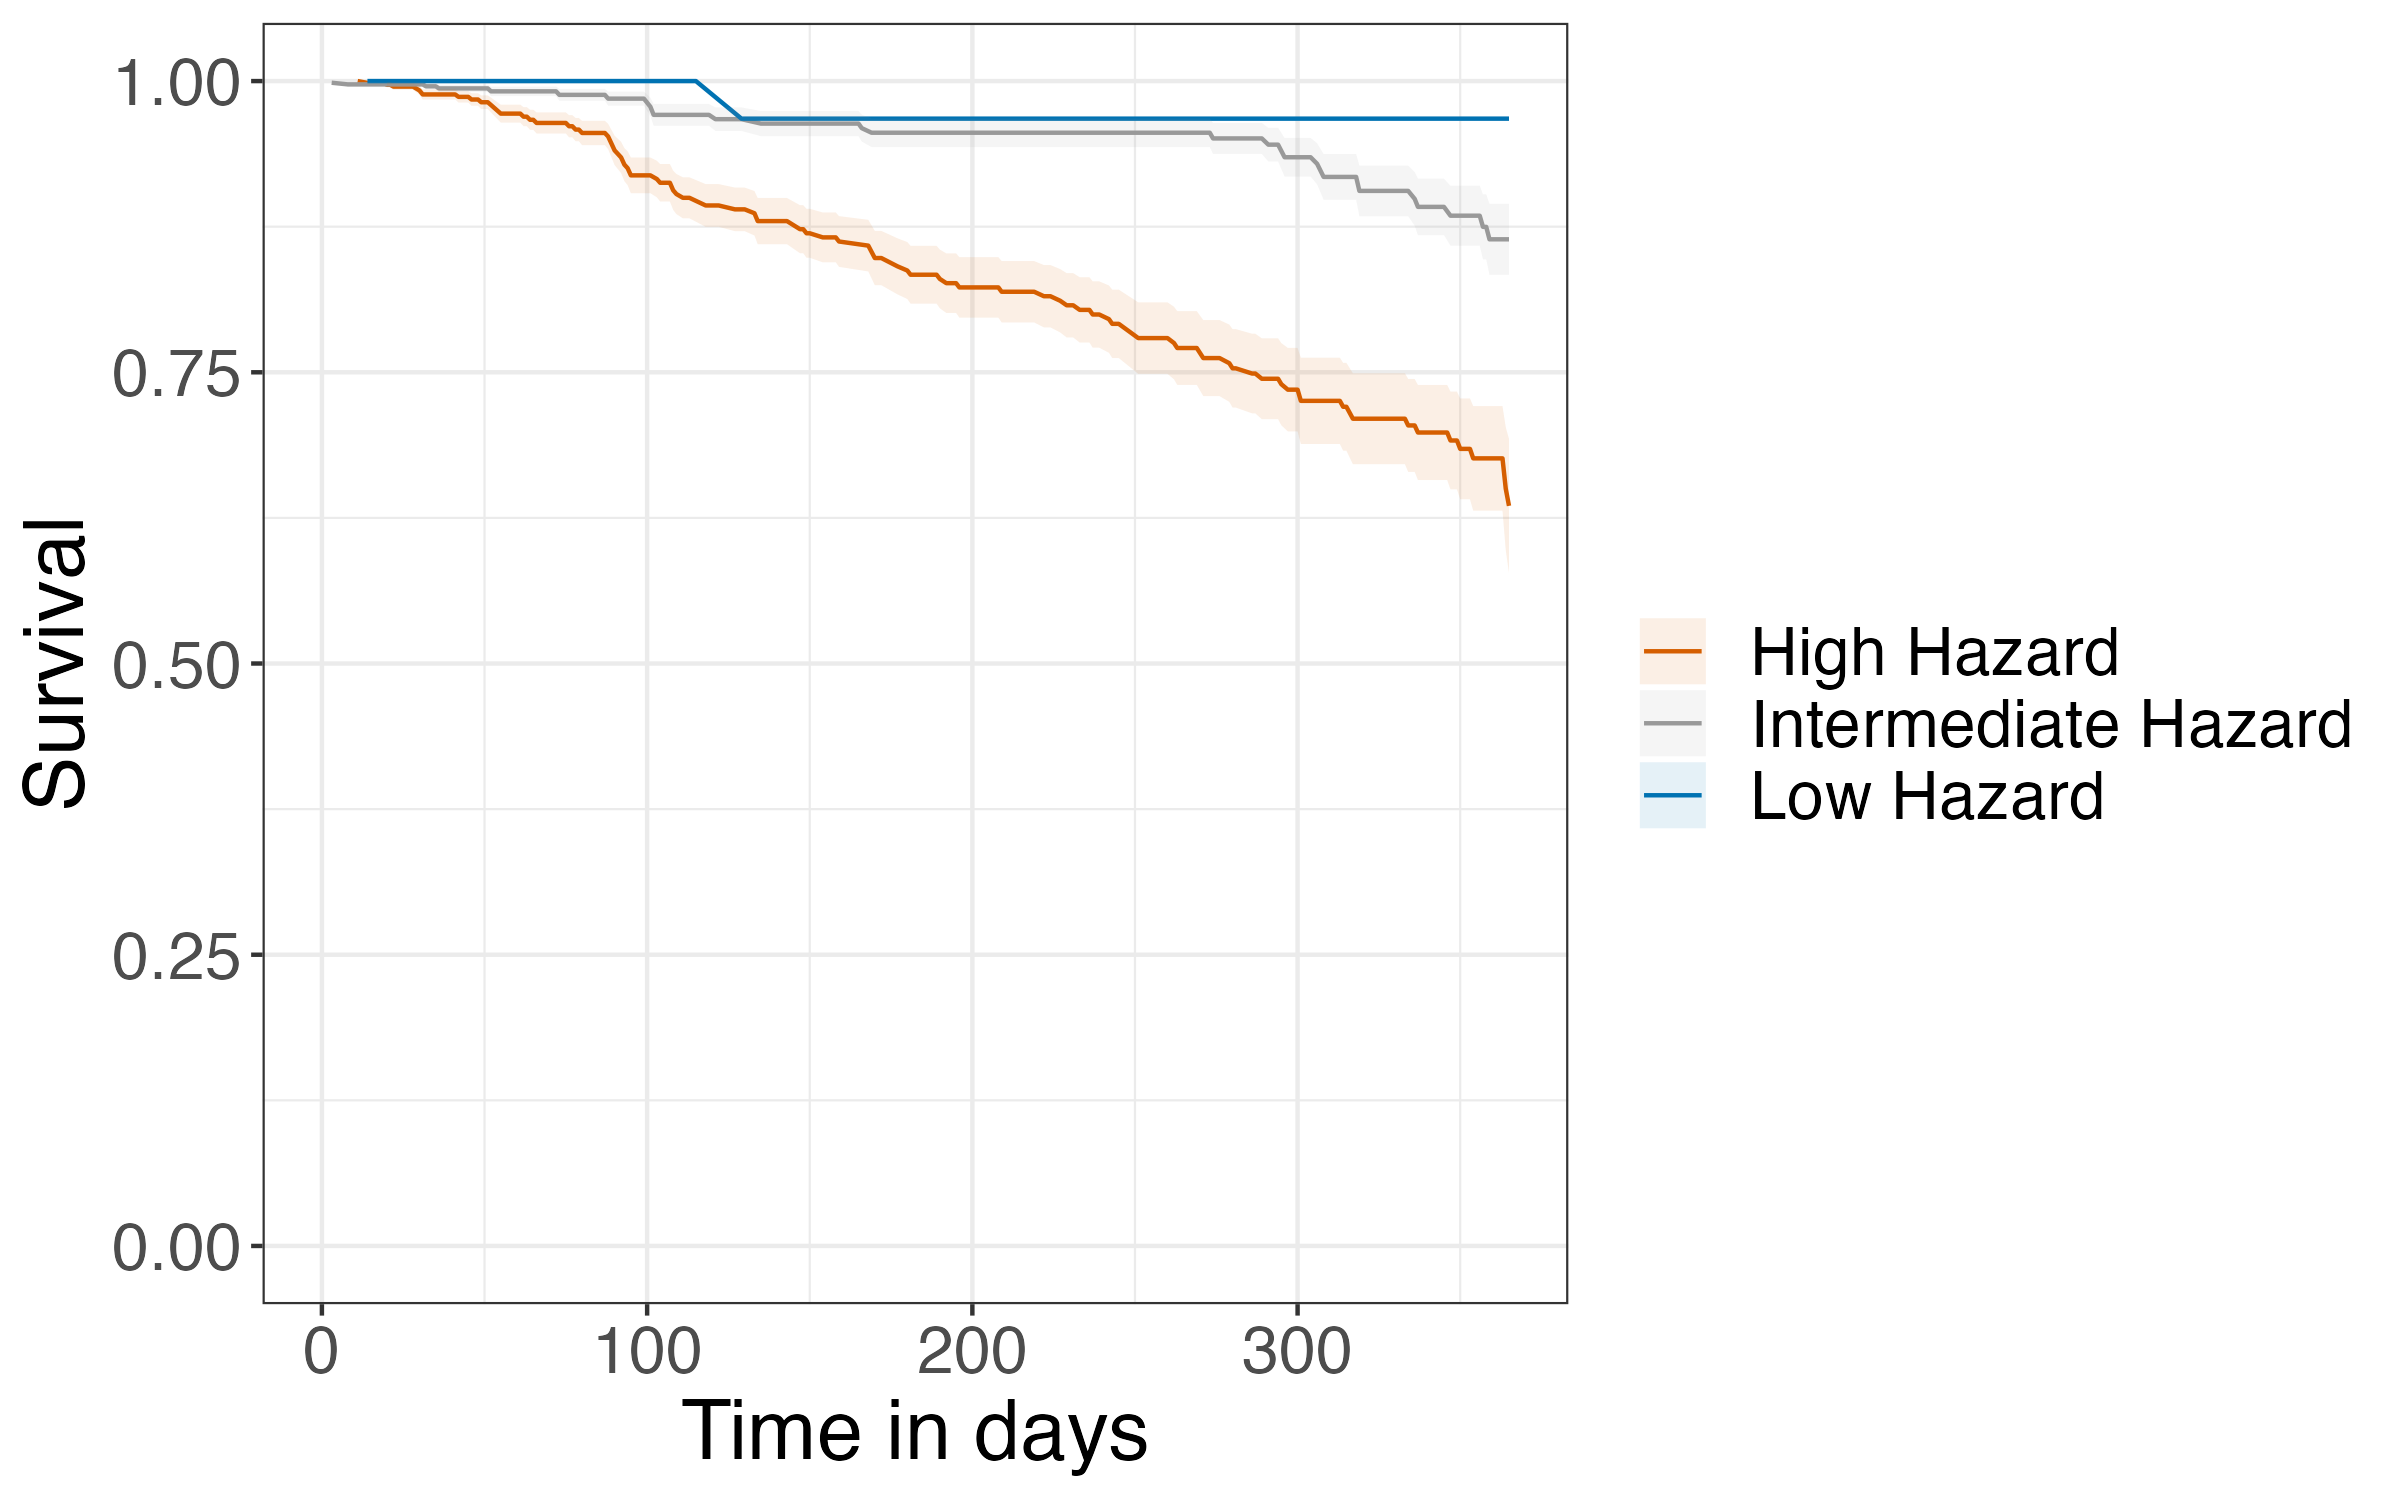 1.00
0.75
0.50
0.25
0.00
Survival
0 100 200 300
Time in days
High Hazard
Intermediate Hazard
Low Hazard